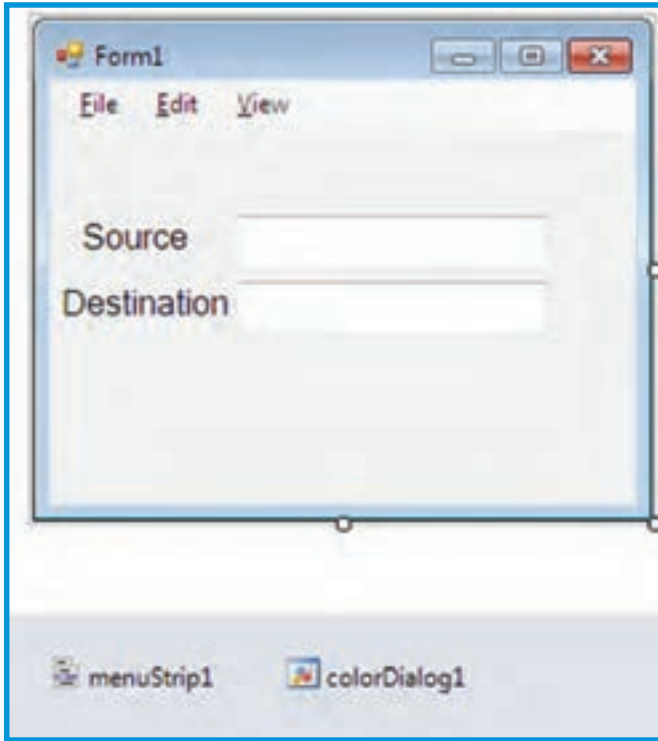 Form1
File Edit View
Source
Destination
menuStrip1 colorDialog1